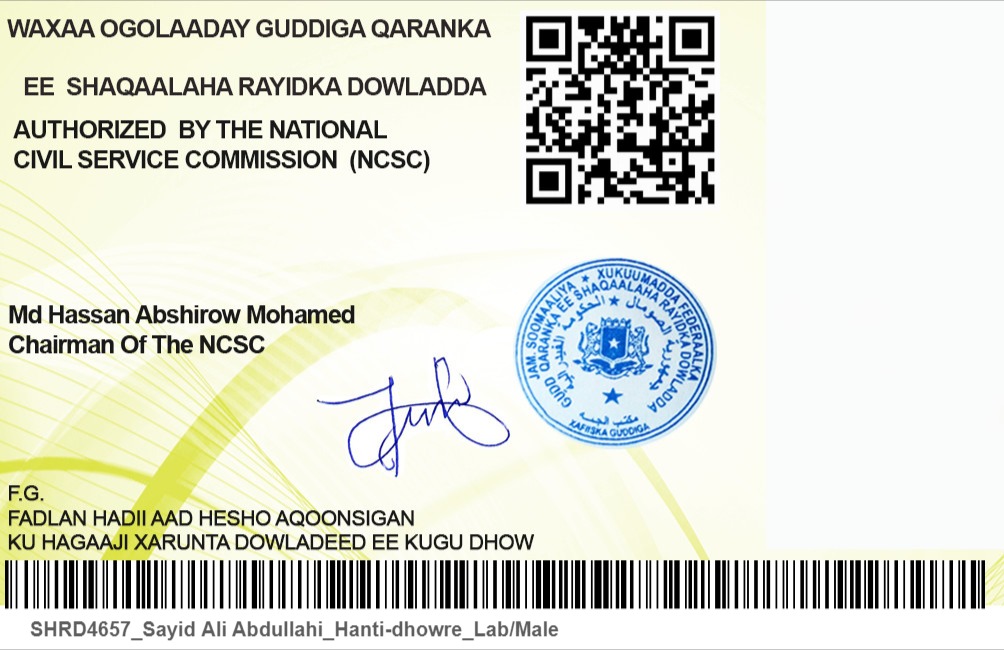 WAXAA OGOLAADAY GUDDIGA QARANKA
EE SHAQAALAHA RAYIDKA DOWLADDA
AUTHORIZED BY THE NATIONAL
CIVIL SERVICE COMMISSION (NCSC)
Md Hassan Abshirow Mohamed
Chairman Of The NCSC
JAM. SOOMAALIYA ★ XUKUUMADDA FEDERAALKA
GUDD QARANKA EE SHAQAALAHA RAYIDKA DOWLADDA
XAFIISKA GUDDIGA
F.G.
FADLAN HADII AAD HESHO AQOONSIGAN
KU HAGAAJI XARUNTA DOWLADEED EE KUGU DHOW
SHRD4657_Sayid Ali Abdullahi_Hanti-dhowre_Lab/Male